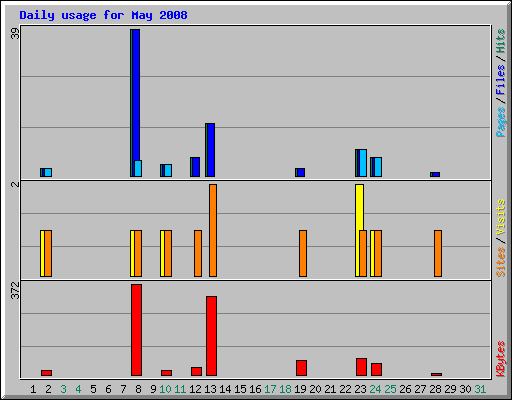 Daily usage for May 2008
39
2
372
Pages / Files / Hits
Sites / Visits
KBytes
1 2 3 4 5 6 7 8 9 10 11 12 13 14 15 16 17 18 19 20 21 22 23 24 25 26 27 28 29 30 31